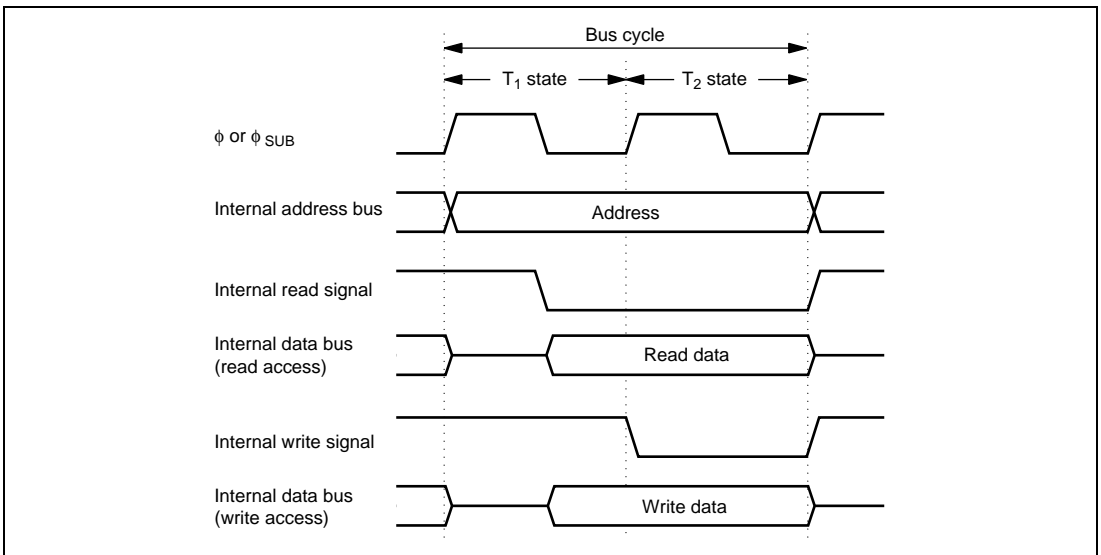 Bus cycle
T1 state
T2 state
ϕ or ϕ SUB
Internal address bus
Address
Internal read signal
Internal data bus
(read access)
Read data
Internal write signal
Internal data bus
(write access)
Write data